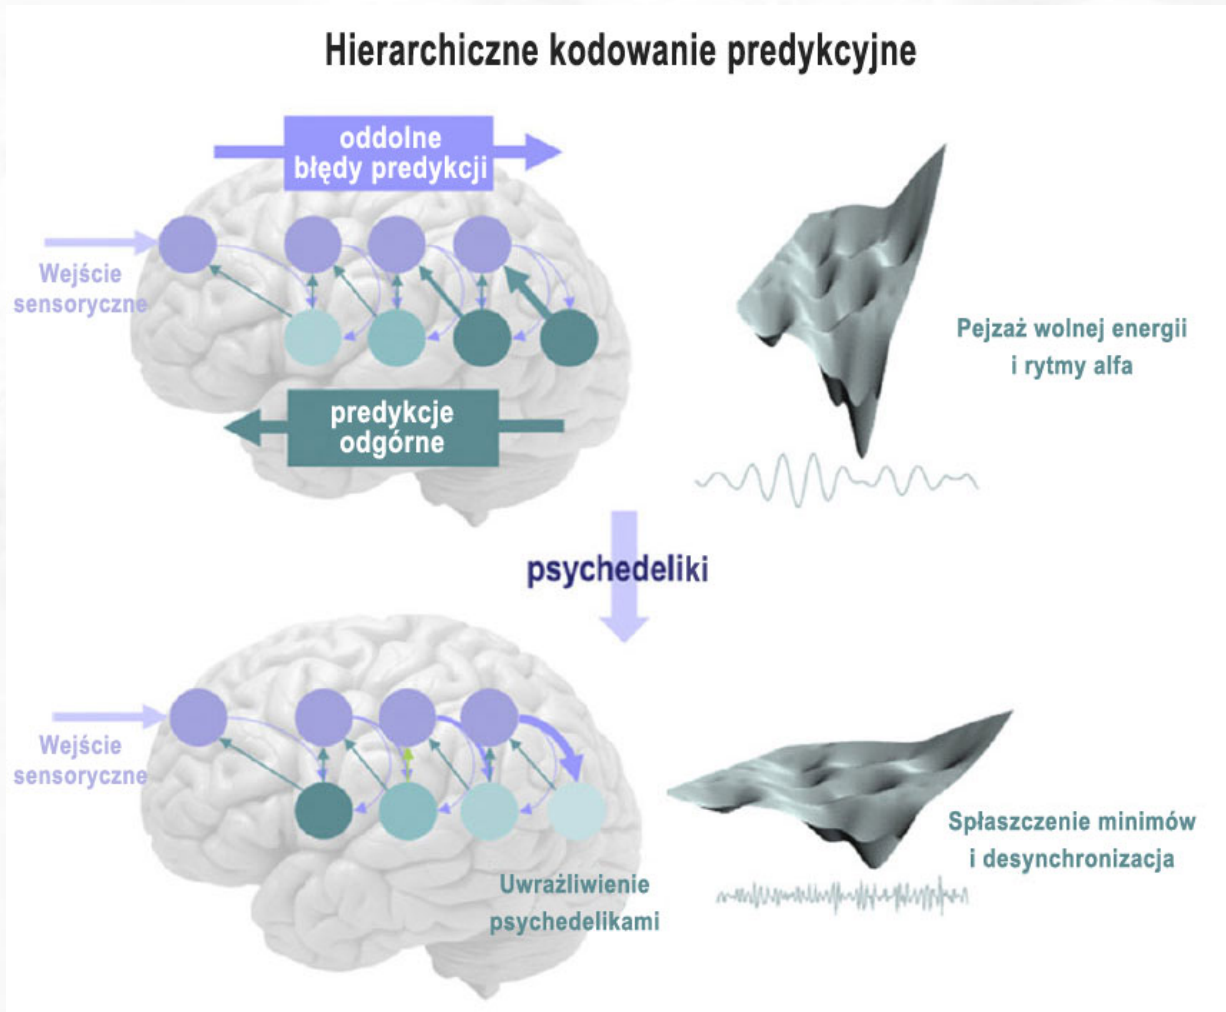 Hierarchiczne kodowanie predykcyjne
oddolne
błędy predykcji
Wejście
sensoryczne
Pejzaż wolnej energii
i rytmy alfa
predykcje
odgórne
psychedeliki
Wejście
sensoryczne
Spłaszczenie minimów
i desynchronizacja
Uwrażliwienie
psychedelikami